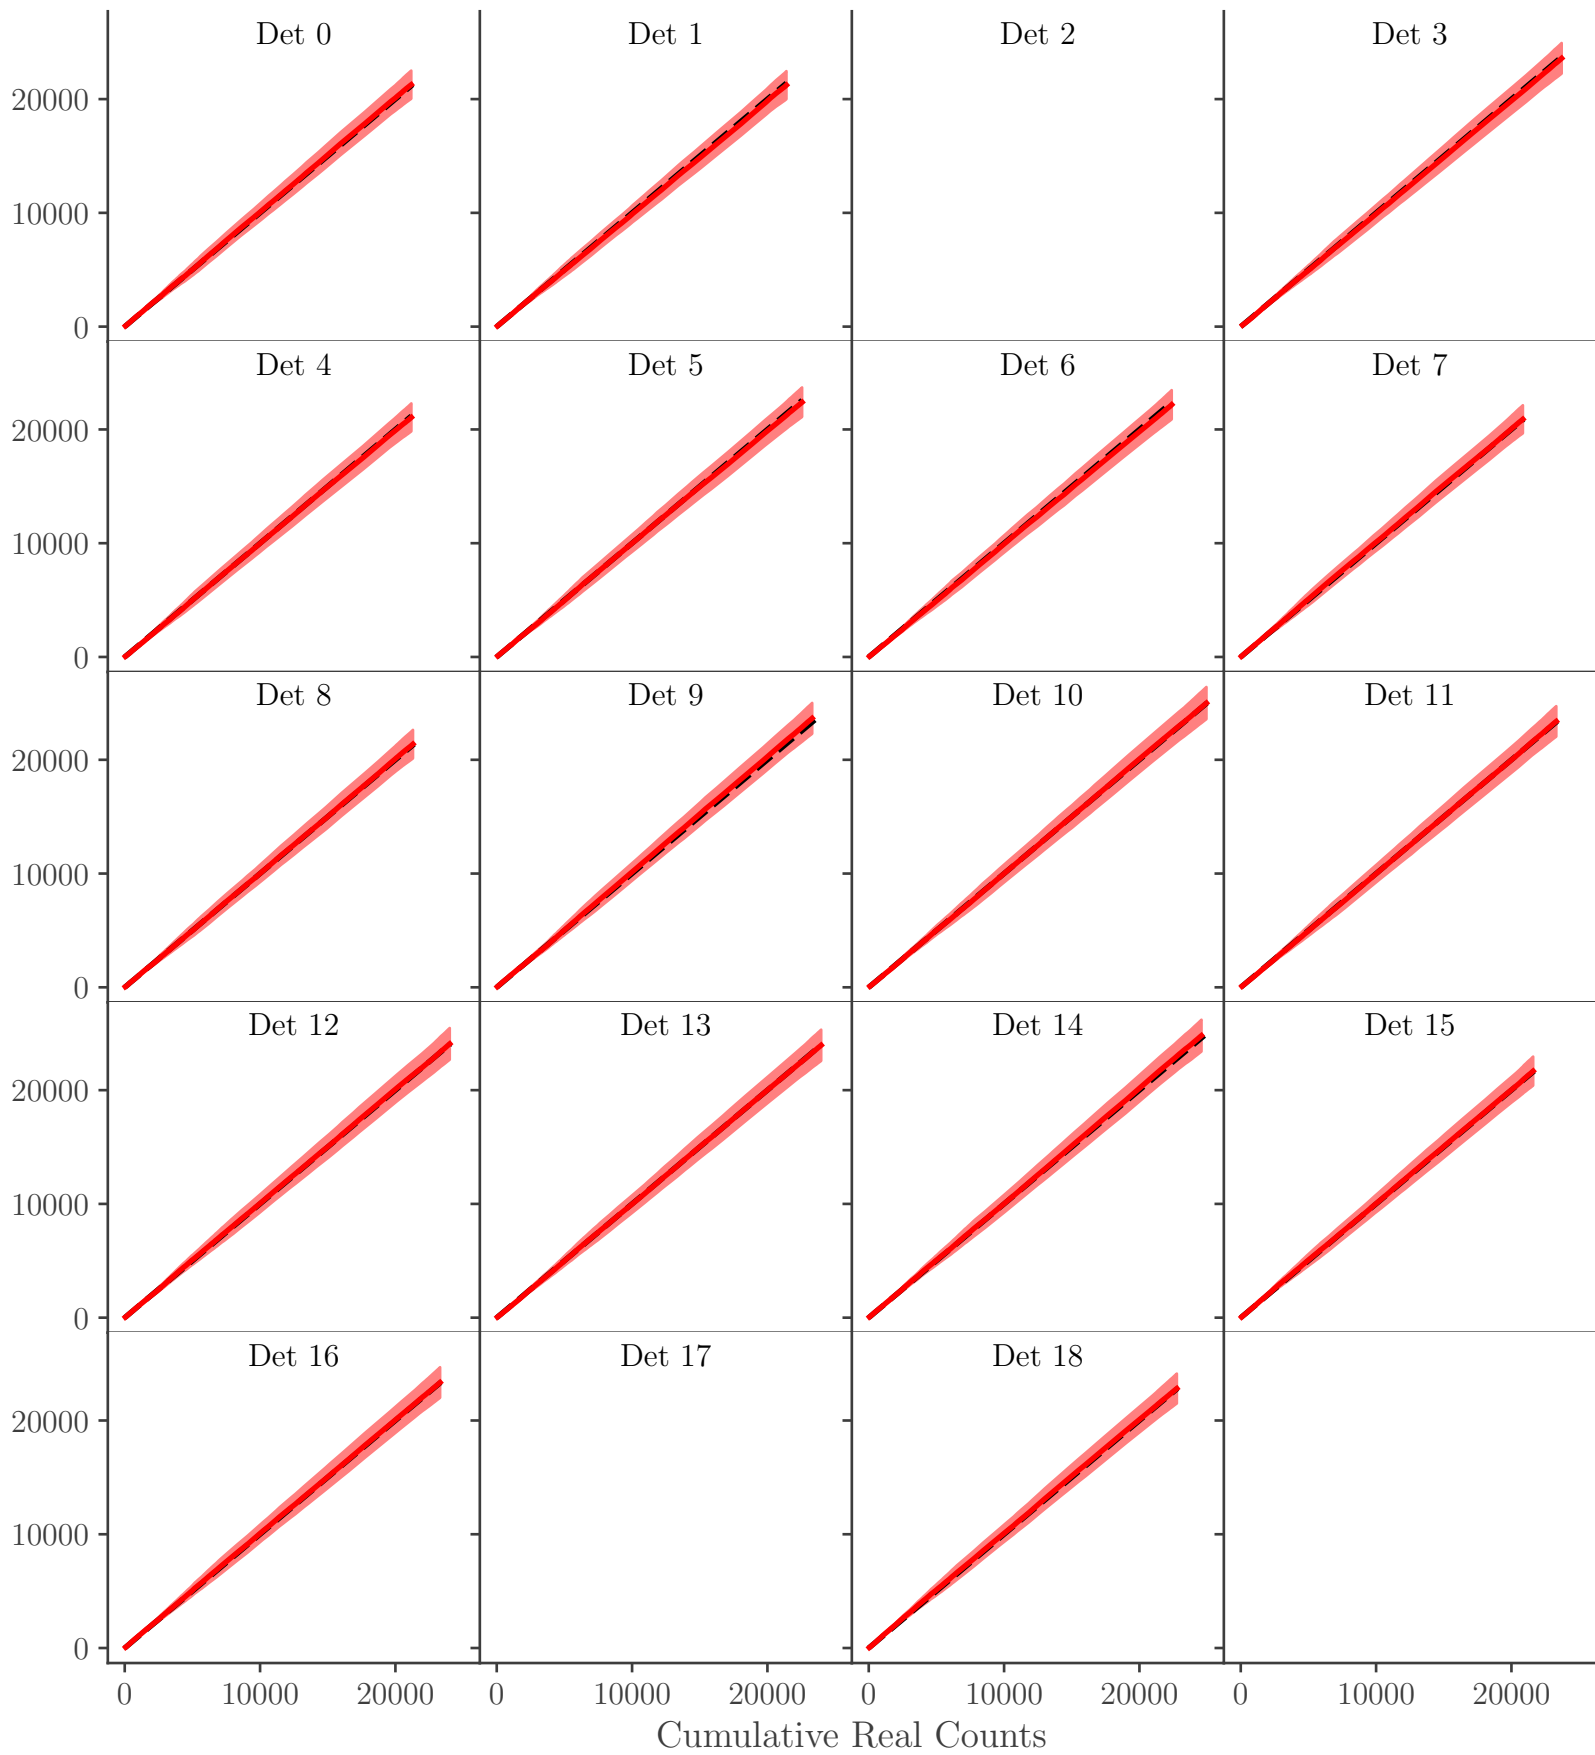 Det 0 Det 1 Det 2 Det 3
20000
10000
0
Det 4 Det 5 Det 6 Det 7
20000
10000
0
Det 8 Det 9 Det 10 Det 11
20000
10000
0
Det 12 Det 13 Det 14 Det 15
20000
10000
0
Det 16 Det 17 Det 18
20000
10000
0
0 10000 20000 0 10000 20000 0 10000 20000 0 10000 20000
Cumulative Real Counts